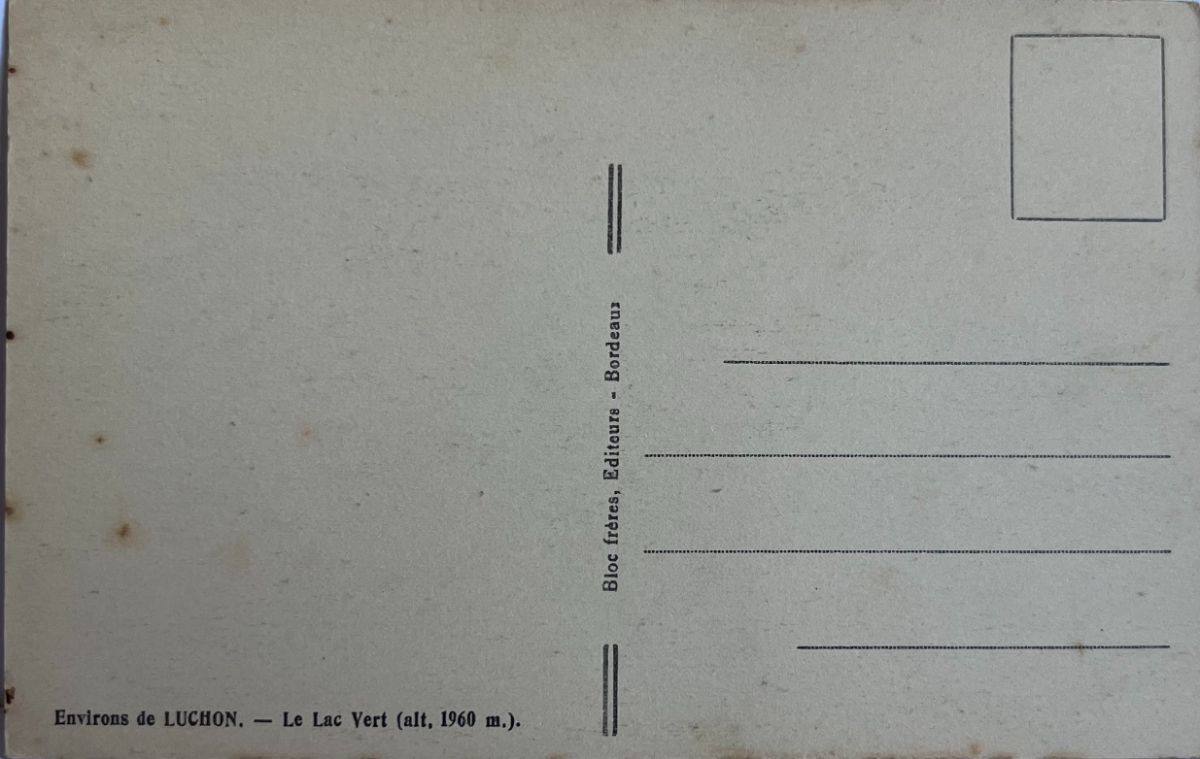 Bloc frères, Editeurs - Bordeaux
Environs de LUCHON. — Le Lac Vert (alt. 1960 m.).